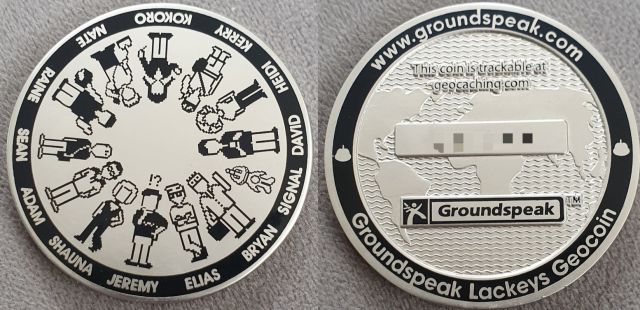 KOKORO
KERRY
HEIDI
DAVID
SIGNAL
BRYAN
ELIAS
JEREMY
SHAUNA
ADAM
SEAN
RAINE
NATE
!?
www.groundspeak.com
This coin is trackable at
geocaching.com
Groundspeak
TM
Groundspeak Lackeys Geocoin